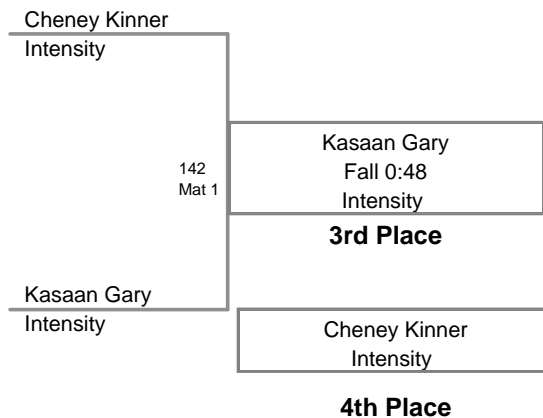 Cheney Kinner
Intensity
142
Mat 1
Kasaan Gary
Fall 0:48
Intensity
3rd Place
Kasaan Gary
Intensity
Cheney Kinner
Intensity
4th Place